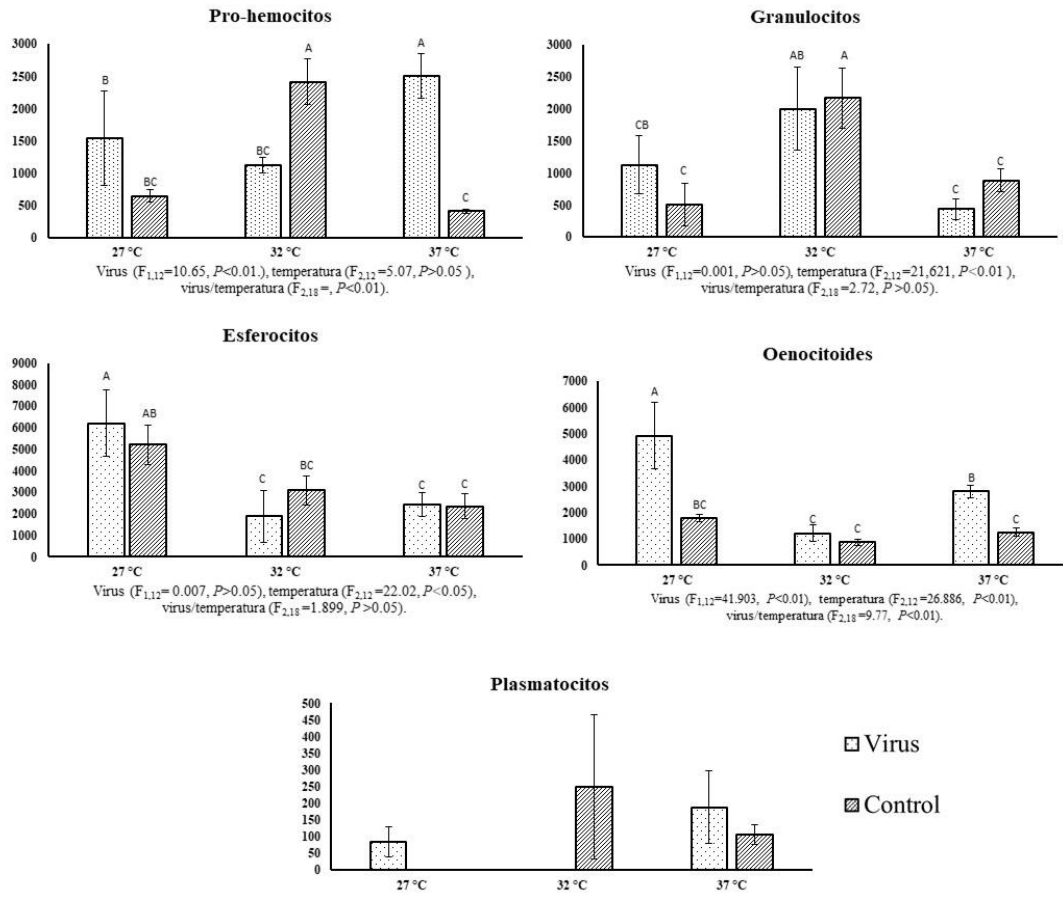 Pro-hemocitos
3000
2500
2000
1500
1000
500
0
B
BC
BC
A
A
C
27 °C
32 °C
37 °C
Virus (F1,12=10.65, P<0.01.), temperatura (F2,12=5.07, P>0.05 ),
virus/temperatura (F2,18 =, P<0.01).
Granulocitos
3000
2500
2000
1500
1000
500
0
CB
C
AB
A
C
C
27 °C
32 °C
37 °C
Virus (F1,12=0.001, P>0.05), temperatura (F2,12=21,621, P<0.01 ),
virus/temperatura (F2,18 =2.72, P >0.05).
Esferocitos
9000
8000
7000
6000
5000
4000
3000
2000
1000
0
A
AB
C
BC
C
C
27 °C
32 °C
37 °C
Virus (F1,12= 0.007, P>0.05), temperatura (F2,12=22.02, P<0.05),
virus/temperatura (F2,18 =1.899, P >0.05).
Oenocitoides
7000
6000
5000
4000
3000
2000
1000
0
A
BC
C
C
B
C
27 °C
32 °C
37 °C
Virus (F1,12=41.903, P<0.01), temperatura (F2,12=26.886, P<0.01),
virus/temperatura (F2,18 =9.77, P<0.01).
Plasmatocitos
500
450
400
350
300
250
200
150
100
50
0
27 °C
32 °C
37 °C
Virus
Control